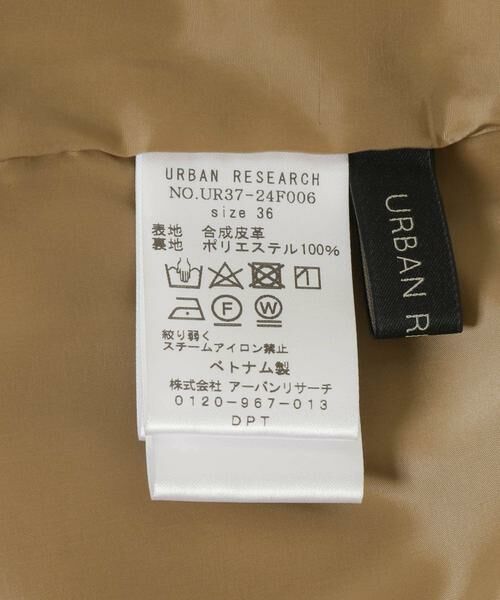 URBAN RESEARCH
NO.UR37-24F006
size 36
表地 合成皮革
裏地 ポリエステル100%
F W
絞り弱く
スチームアイロン禁止
ベトナム製
株式会社 アーバンリサーチ
0120-967-013
DPT
URBAN R